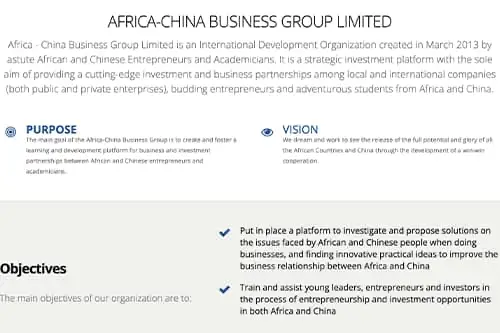 AFRICA-CHINA BUSINESS GROUP LIMITED
Africa - China Business Group Limited is an International Development Organization created in March 2013 by
astute African and Chinese Entrepreneurs and Academicians. It is a strategic investment platform with the sole
aim of providing a cutting-edge investment and business partnerships among local and international companies
(both public and private enterprises), budding entrepreneurs and adventurous students from Africa and China.
PURPOSE
The main goal of the Africa-China Business Group is to create and foster a
learning and development platform for business and investment
partnerships between African and Chinese entrepreneurs and
academicians.
VISION
We dream and work to see the release of the full potential and glory of all
the African Countries and China through the development of a win-win
cooperation.
Objectives
The main objectives of our organization are to:
Put in place a platform to investigate and propose solutions on
the issues faced by African and Chinese people when doing
businesses, and finding innovative practical ideas to improve the
business relationship between Africa and China
Train and assist young leaders, entrepreneurs and investors in
the process of entrepreneurship and investment opportunities
in both Africa and China